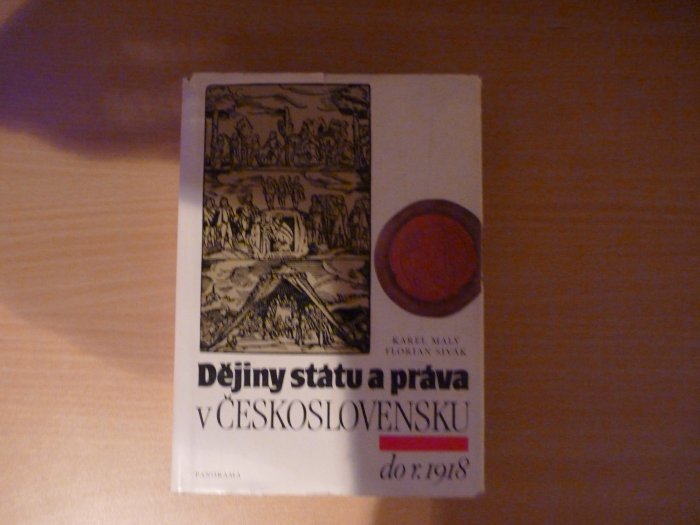 KAREL MALÝ
FLORIAN SIVÁK
Dějiny státu a práva
v ČESKOSLOVENSKU
do r. 1918
PANORAMA